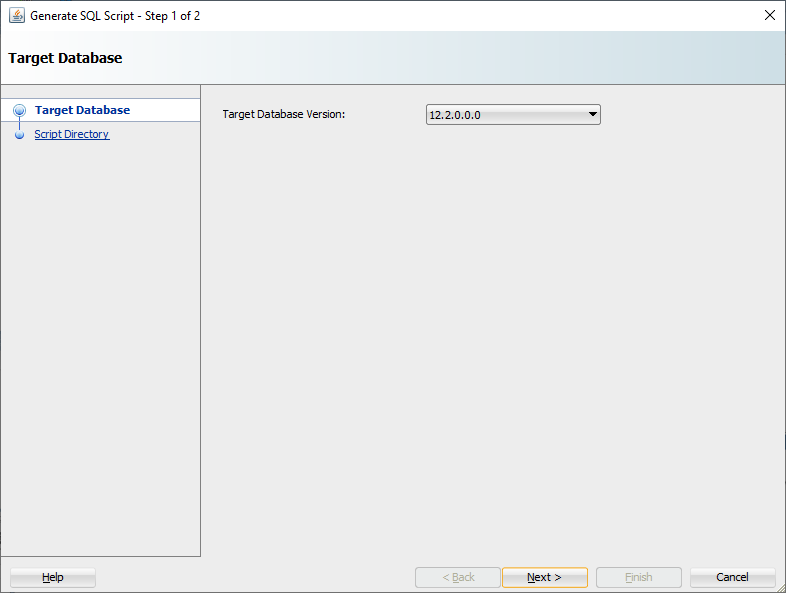 Generate SQL Script - Step 1 of 2
Target Database
Target Database
Script Directory
Target Database Version:
12.2.0.0.0
Help
< Back
Next >
Finish
Cancel